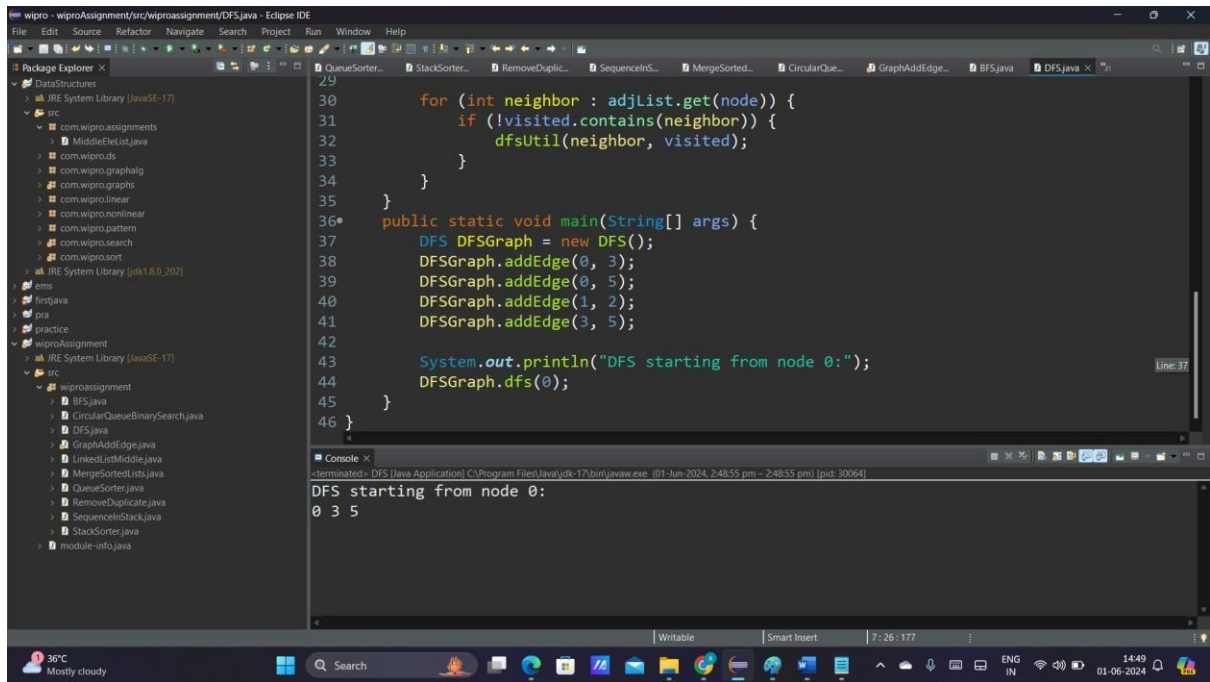 wipro - wiproAssignment/src/wiproassignment/DFS.java - Eclipse IDE
File Edit Source Refactor Navigate Search Project Run Window Help
Package Explorer ×
DataStructures
JRE System Library [JavaSE-17]
src
com.wipro.assignments
MiddleEleList.java
com.wipro.ds
com.wipro.graphalg
com.wipro.graphs
com.wipro.linear
com.wipro.nonlinear
com.wipro.pattern
com.wipro.search
com.wipro.sort
JRE System Library [jdk1.8.0_202]
ems
firstjava
pra
practice
wiproAssignment
JRE System Library [JavaSE-17]
src
wiproassignment
BFS.java
CircularQueueBinarySearch.java
DFS.java
GraphAddEdge.java
LinkedListMiddle.java
MergeSortedLists.java
QueueSorter.java
RemoveDuplicate.java
SequenceInStack.java
StackSorter.java
module-info.java
QueueSorter... StackSorter... RemoveDuplic... SequenceInS... MergeSorted... CircularQue... GraphAddEdge... BFS.java DFS.java ×
29
30 for (int neighbor : adjList.get(node)) {
31 if (!visited.contains(neighbor)) {
32 dfsUtil(neighbor, visited);
33 }
34 }
35 }
36 public static void main(String[] args) {
37 DFS DFSGraph = new DFS();
38 DFSGraph.addEdge(0, 3);
39 DFSGraph.addEdge(0, 5);
40 DFSGraph.addEdge(1, 2);
41 DFSGraph.addEdge(3, 5);
42
43 System.out.println("DFS starting from node 0:");
44 DFSGraph.dfs(0);
45 }
46 }
Line: 37
Console ×
<terminated> DFS [Java Application] C:\Program Files\Java\jdk-17\bin\javaw.exe (01-Jun-2024, 2:48:55 pm – 2:48:55 pm) [pid: 30064]
DFS starting from node 0:
0 3 5
Writable Smart Insert 7 : 26 : 177
1
36°C
Mostly cloudy
Search
ENG
IN
14:49
01-06-2024